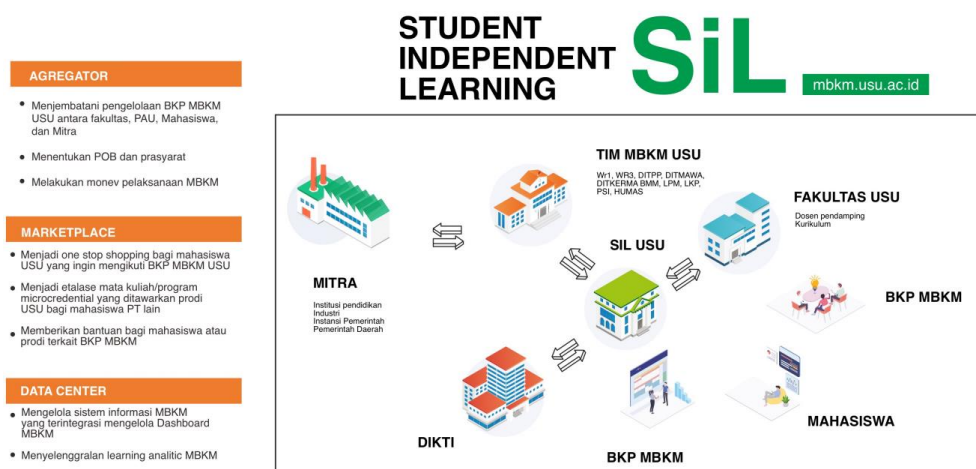 STUDENT
INDEPENDENT
LEARNING
SiL
mbkm.usu.ac.id
AGREGATOR
Menjembatani pengelolaan BKP MBKM
USU antara fakultas, PAU, Mahasiswa,
dan Mitra
Menentukan POB dan prasyarat
Melakukan monev pelaksanaan MBKM
MARKETPLACE
Menjadi one stop shopping bagi mahasiswa
USU yang ingin mengikuti BKP MBKM USU
Menjadi etalase mata kuliah/program
microcredential yang ditawarkan prodi
USU bagi mahasiswa PT lain
Memberikan bantuan bagi mahasiswa atau
prodi terkait BKP MBKM
DATA CENTER
Mengelola sistem informasi MBKM
yang terintegrasi mengelola Dashboard
MBKM
Menyelenggralan learning analitic MBKM
TIM MBKM USU
Wr1, WR3, DITPP, DITMAWA,
DITKERMA BMM, LPM, LKP,
PSI, HUMAS
FAKULTAS USU
Dosen pendamping
Kurikulum
SIL USU
MITRA
Institusi pendidikan
Industri
Instansi Pemerintah
Pemerintah Daerah
BKP MBKM
MAHASISWA
DIKTI
BKP MBKM